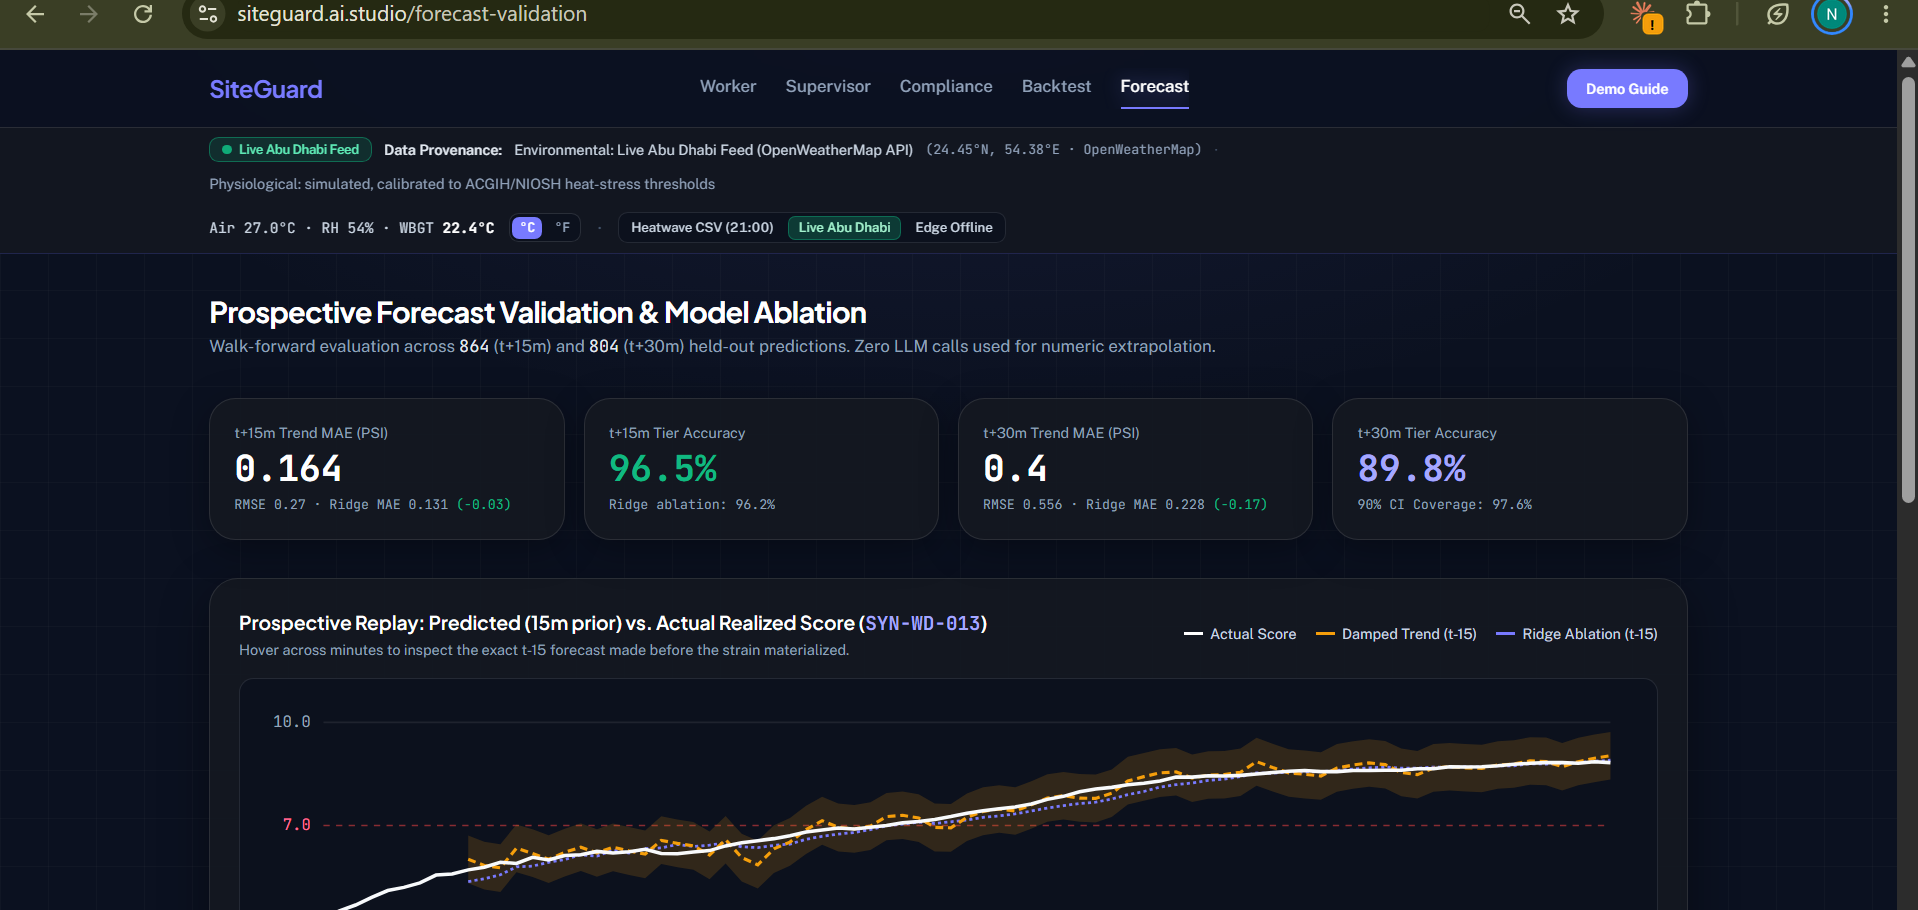 siteguard.ai.studio/forecast-validation
N
SiteGuard
Worker Supervisor Compliance Backtest Forecast
Demo Guide
Live Abu Dhabi Feed Data Provenance: Environmental: Live Abu Dhabi Feed (OpenWeatherMap API) (24.45°N, 54.38°E · OpenWeatherMap) ·
Physiological: simulated, calibrated to ACGIH/NIOSH heat-stress thresholds
Air 27.0°C · RH 54% · WBGT 22.4°C °C °F · Heatwave CSV (21:00) Live Abu Dhabi Edge Offline
Prospective Forecast Validation & Model Ablation
Walk-forward evaluation across 864 (t+15m) and 804 (t+30m) held-out predictions. Zero LLM calls used for numeric extrapolation.
t+15m Trend MAE (PSI)
0.164
RMSE 0.27 · Ridge MAE 0.131 (-0.03)
t+15m Tier Accuracy
96.5%
Ridge ablation: 96.2%
t+30m Trend MAE (PSI)
0.4
RMSE 0.556 · Ridge MAE 0.228 (-0.17)
t+30m Tier Accuracy
89.8%
90% CI Coverage: 97.6%
Prospective Replay: Predicted (15m prior) vs. Actual Realized Score (SYN-WD-013)
Hover across minutes to inspect the exact t-15 forecast made before the strain materialized.
Actual Score Damped Trend (t-15) Ridge Ablation (t-15)
10.0
7.0